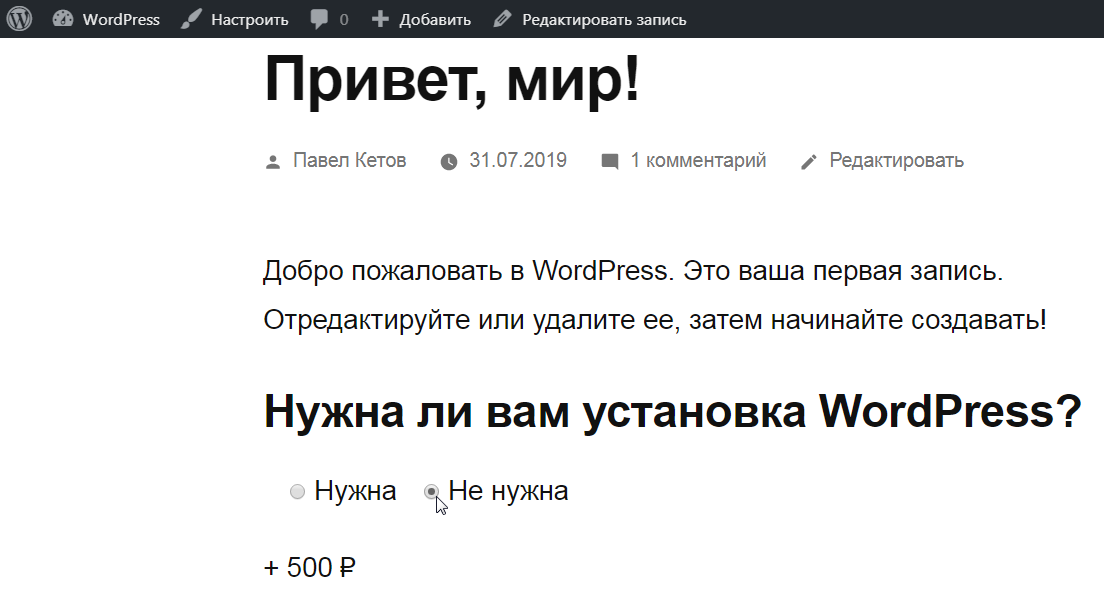 WordPress Настроить 0 Добавить Редактировать запись
Привет, мир!
Павел Кетов 31.07.2019 1 комментарий Редактировать
Добро пожаловать в WordPress. Это ваша первая запись.
Отредактируйте или удалите ее, затем начинайте создавать!
Нужна ли вам установка WordPress?
Нужна Не нужна
+ 500 ₽